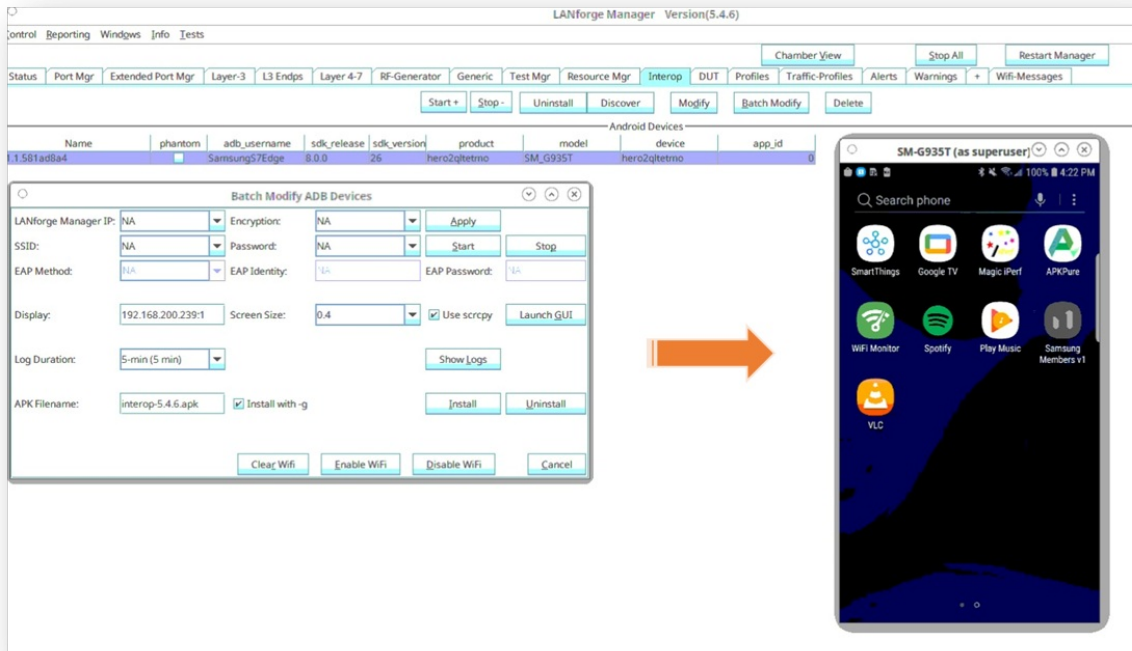 LANforge Manager Version(5.4.6)
Control Reporting Windows Info Tests
Chamber View Stop All Restart Manager
Status Port Mgr Extended Port Mgr Layer-3 L3 Endps Layer 4-7 RF-Generator Generic Test Mgr Resource Mgr Interop DUT Profiles Traffic-Profiles Alerts Warnings + Wifi-Messages
Start + Stop - Uninstall Discover Modify Batch Modify Delete
Android Devices
Name phantom adb_username sdk_release sdk_version product model device app_id
1.1.581ad8a4 SamsungS7Edge 8.0.0 26 hero2qltetmo SM_G935T hero2qltetmo 0
Batch Modify ADB Devices
LANforge Manager IP: NA Encryption: NA Apply
SSID: NA Password: NA Start Stop
EAP Method: NA EAP Identity: NA EAP Password: NA
Display: 192.168.200.239:1 Screen Size: 0.4 Use scrcpy Launch GUI
Log Duration: 5-min (5 min) Show Logs
APK Filename: interop-5.4.6.apk Install with -g Install Uninstall
Clear Wifi Enable WiFi Disable WiFi Cancel
SM-G935T (as superuser)
100% 4:22 PM
Search phone
SmartThings Google TV Magic iPerf APKPure
WiFi Monitor Spotify Play Music Samsung
Members v1
VLC